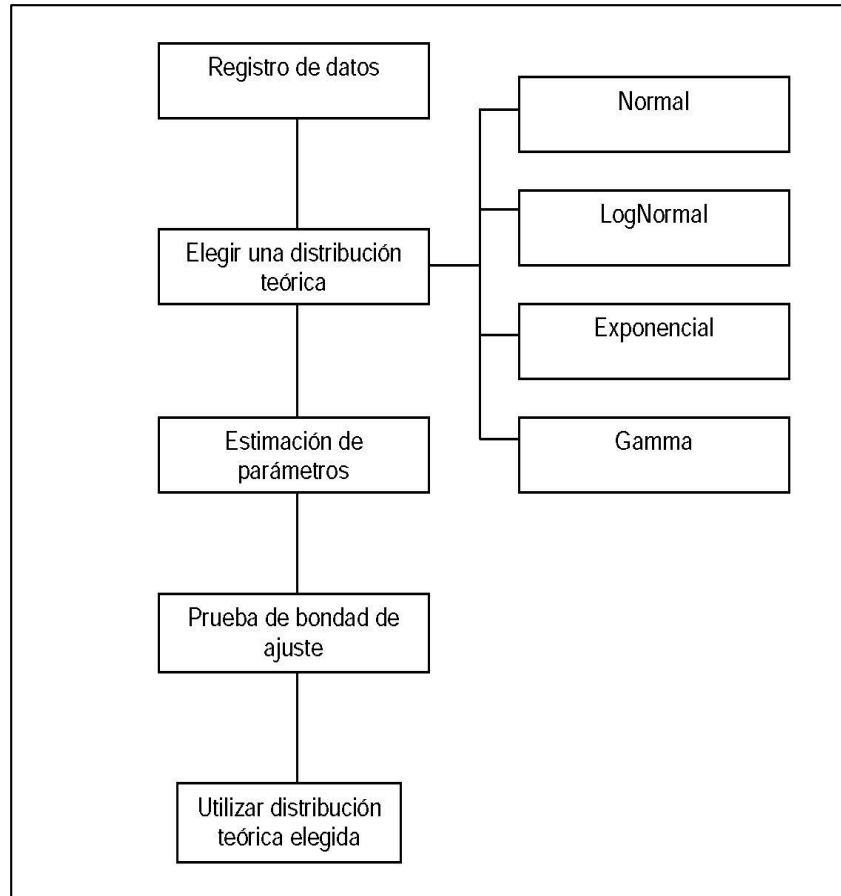 Registro de datos
Normal
LogNormal
Elegir una distribución
teórica
Exponencial
Estimación de
parámetros
Gamma
Prueba de bondad de
ajuste
Utilizar distribución
teórica elegida